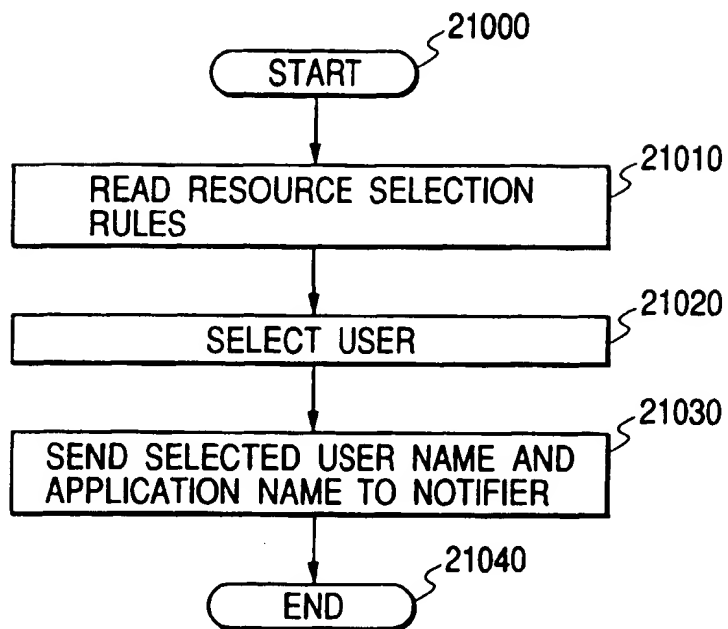 21000
START
21010
READ RESOURCE SELECTION
RULES
21020
SELECT USER
21030
SEND SELECTED USER NAME AND
APPLICATION NAME TO NOTIFIER
21040
END